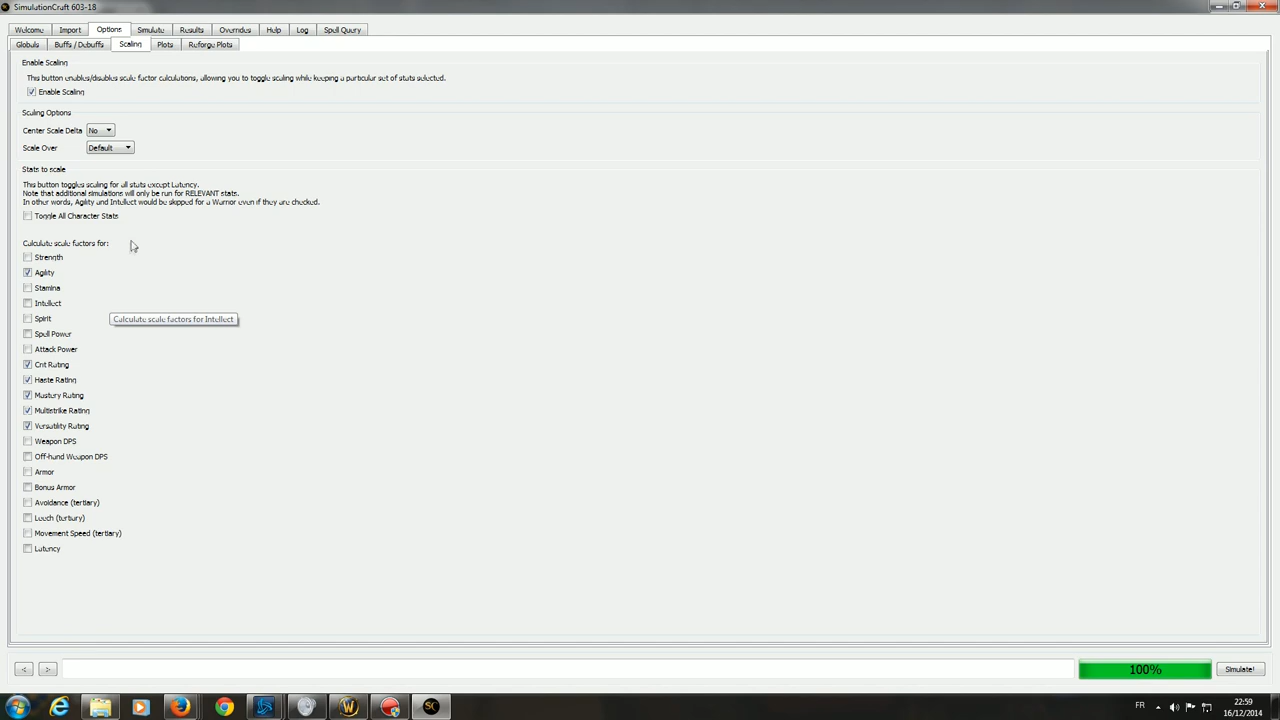 SimulationCraft 603-18
Welcome Import Options Simulate Results Overrides Help Log Spell Query
Globals Buffs / Debuffs Scaling Plots Reforge Plots
Enable Scaling
This button enables/disables scale factor calculations, allowing you to toggle scaling while keeping a particular set of stats selected.
Enable Scaling
Scaling Options
Center Scale Delta No
Scale Over Default
Stats to scale
This button toggles scaling for all stats except Latency.
Note that additional simulations will only be run for RELEVANT stats.
In other words, Agility and Intellect would be skipped for a Warrior even if they are checked.
Toggle All Character Stats
Calculate scale factors for:
Strength
Agility
Stamina
Intellect
Spirit
Calculate scale factors for Intellect
Spell Power
Attack Power
Crit Rating
Haste Rating
Mastery Rating
Multistrike Rating
Versatility Rating
Weapon DPS
Off-hand Weapon DPS
Armor
Bonus Armor
Avoidance (tertiary)
Leech (tertiary)
Movement Speed (tertiary)
Latency
< > 100% Simulate!
FR 22:59
16/12/2014